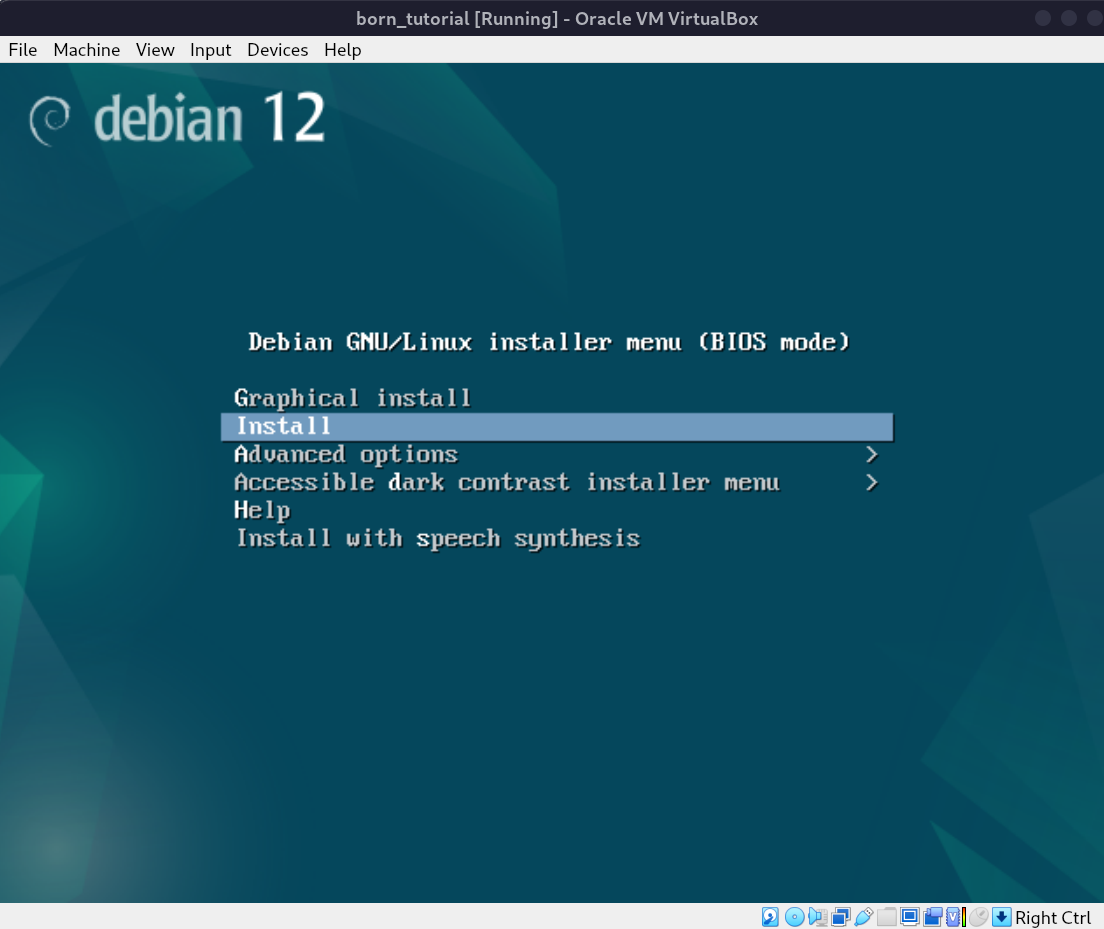 born_tutorial [Running] - Oracle VM VirtualBox
File Machine View Input Devices Help
debian 12
Debian GNU/Linux installer menu (BIOS mode)
Graphical install
Install
Advanced options >
Accessible dark contrast installer menu >
Help
Install with speech synthesis
Right Ctrl